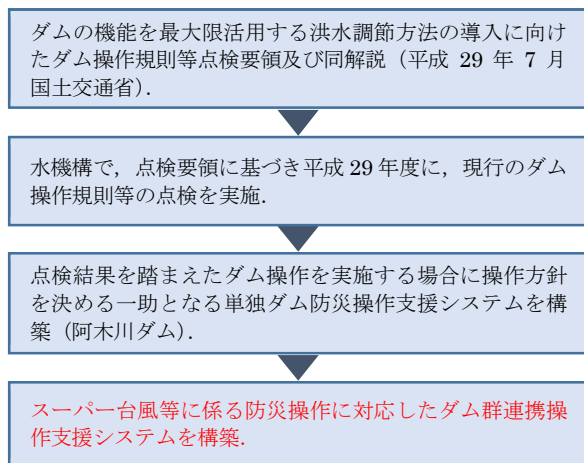 ダムの機能を最大限活用する洪水調節方法の導入に向け
たダム操作規則等点検要領及び同解説（平成 29 年 7 月
国土交通省）．
水機構で，点検要領に基づき平成 29 年度に，現行のダム
操作規則等の点検を実施．
点検結果を踏まえたダム操作を実施する場合に操作方針
を決める一助となる単独ダム防災操作支援システムを構
築（阿木川ダム）．
スーパー台風等に係る防災操作に対応したダム群連携操
作支援システムを構築．